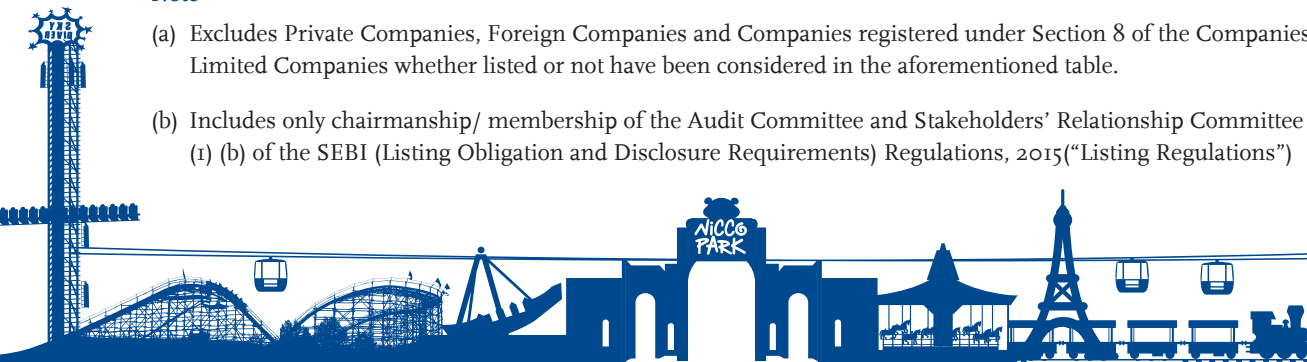 (a) Excludes Private Companies, Foreign Companies and Companies registered under Section 8 of the Companies
Limited Companies whether listed or not have been considered in the aforementioned table.
(b) Includes only chairmanship/ membership of the Audit Committee and Stakeholders’ Relationship Committee
(1) (b) of the SEBI (Listing Obligation and Disclosure Requirements) Regulations, 2015(“Listing Regulations”)
SKY
DIVER
NiCCO
PARK